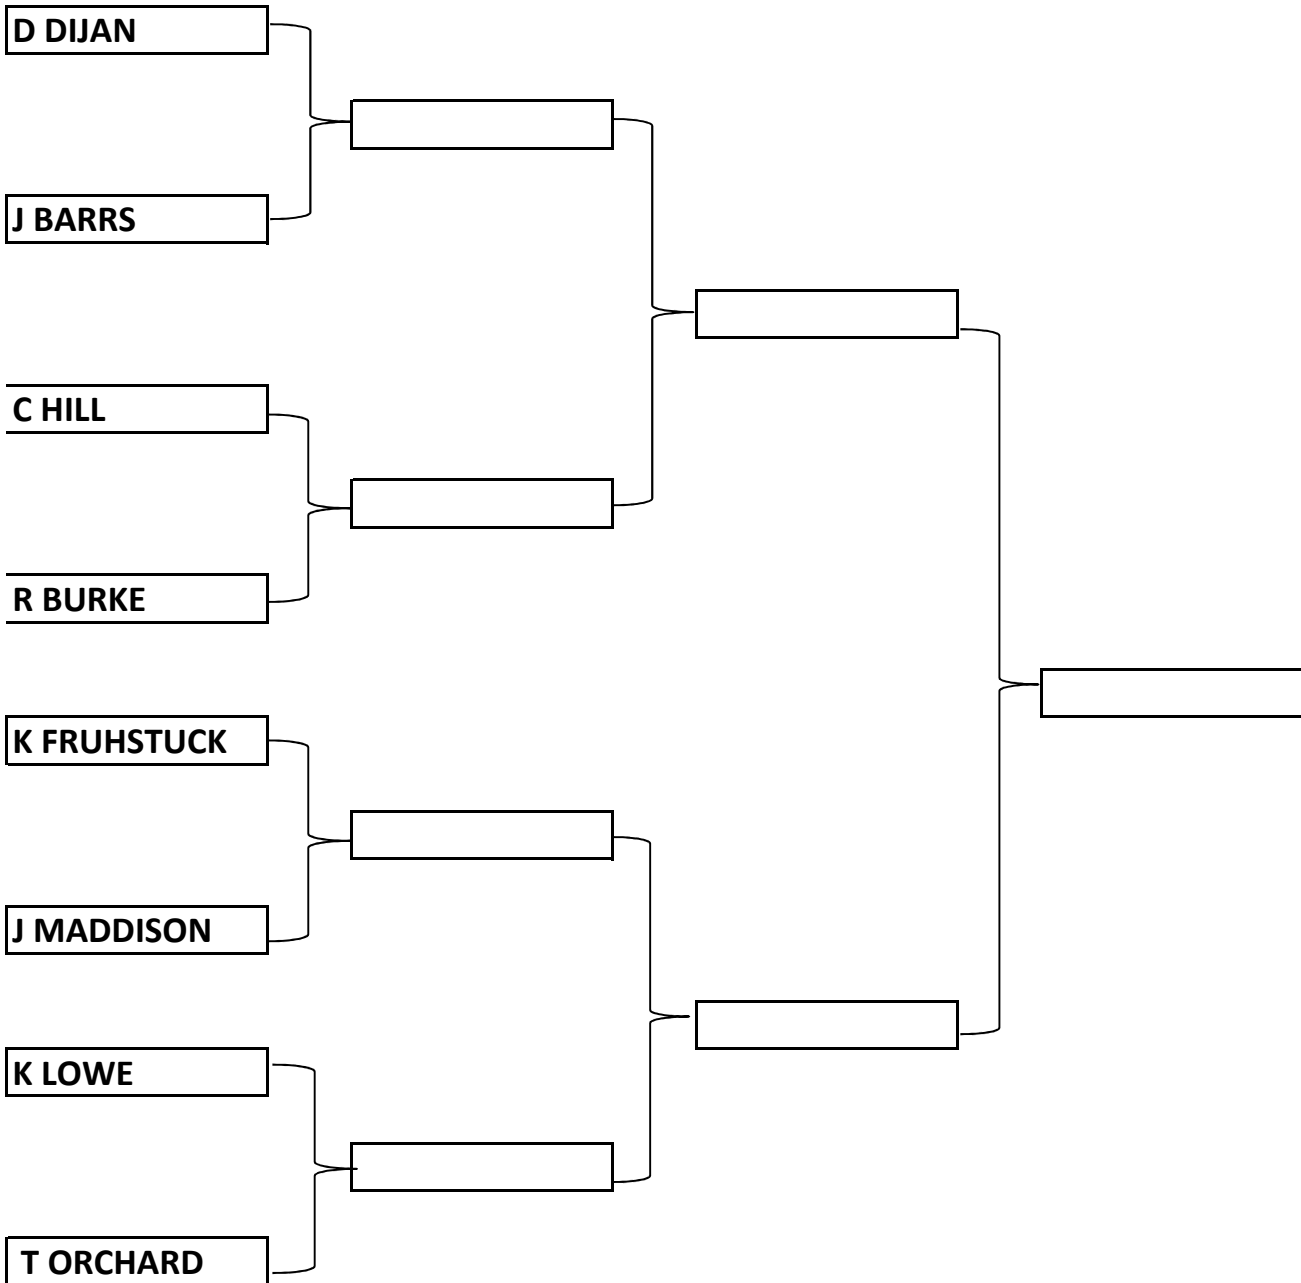 D DIJAN
J BARRS
C HILL
R BURKE
K FRUHSTUCK
J MADDISON
K LOWE
T ORCHARD